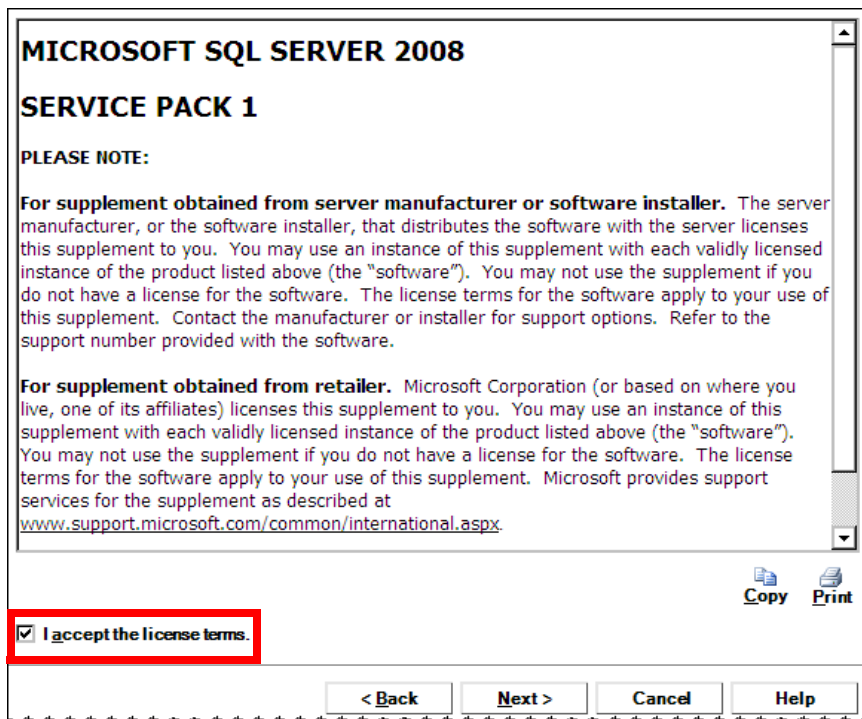 MICROSOFT SQL SERVER 2008
SERVICE PACK 1
PLEASE NOTE:
For supplement obtained from server manufacturer or software installer. The server
manufacturer, or the software installer, that distributes the software with the server licenses
this supplement to you. You may use an instance of this supplement with each validly licensed
instance of the product listed above (the “software”). You may not use the supplement if you
do not have a license for the software. The license terms for the software apply to your use of
this supplement. Contact the manufacturer or installer for support options. Refer to the
support number provided with the software.
For supplement obtained from retailer. Microsoft Corporation (or based on where you
live, one of its affiliates) licenses this supplement to you. You may use an instance of this
supplement with each validly licensed instance of the product listed above (the “software”).
You may not use the supplement if you do not have a license for the software. The license
terms for the software apply to your use of this supplement. Microsoft provides support
services for the supplement as described at
www.support.microsoft.com/common/international.aspx.
Copy Print
I accept the license terms.
< Back Next > Cancel Help